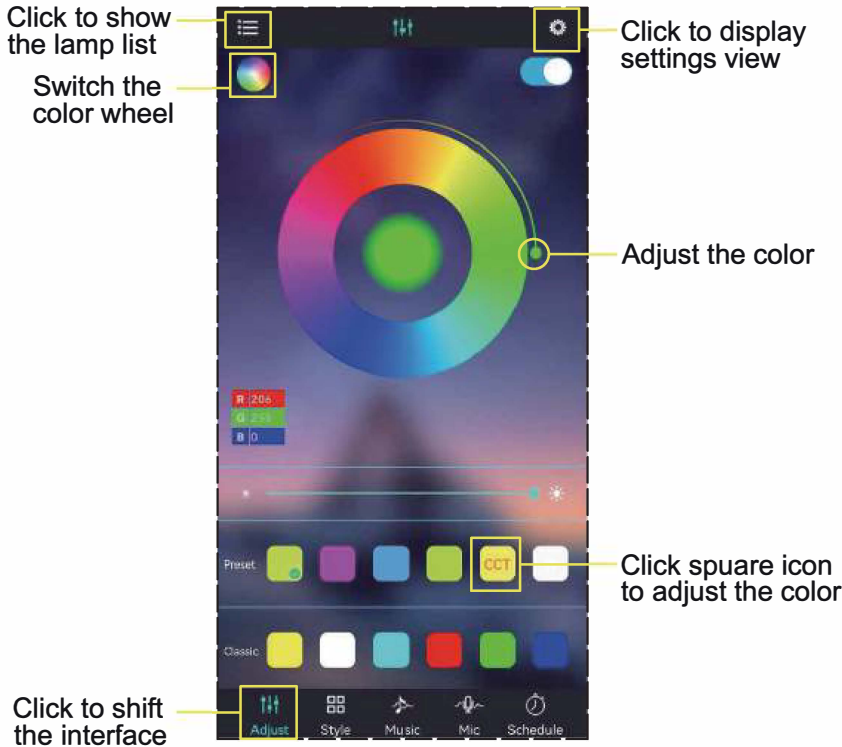 Click to show
the lamp list
Switch the
color wheel
Click to display
settings view
Adjust the color
R 206
G 255
B 0
Preset
CCT
Click spuare icon
to adjust the color
Classic
Click to shift
the interface
Adjust Style Music Mic Schedule